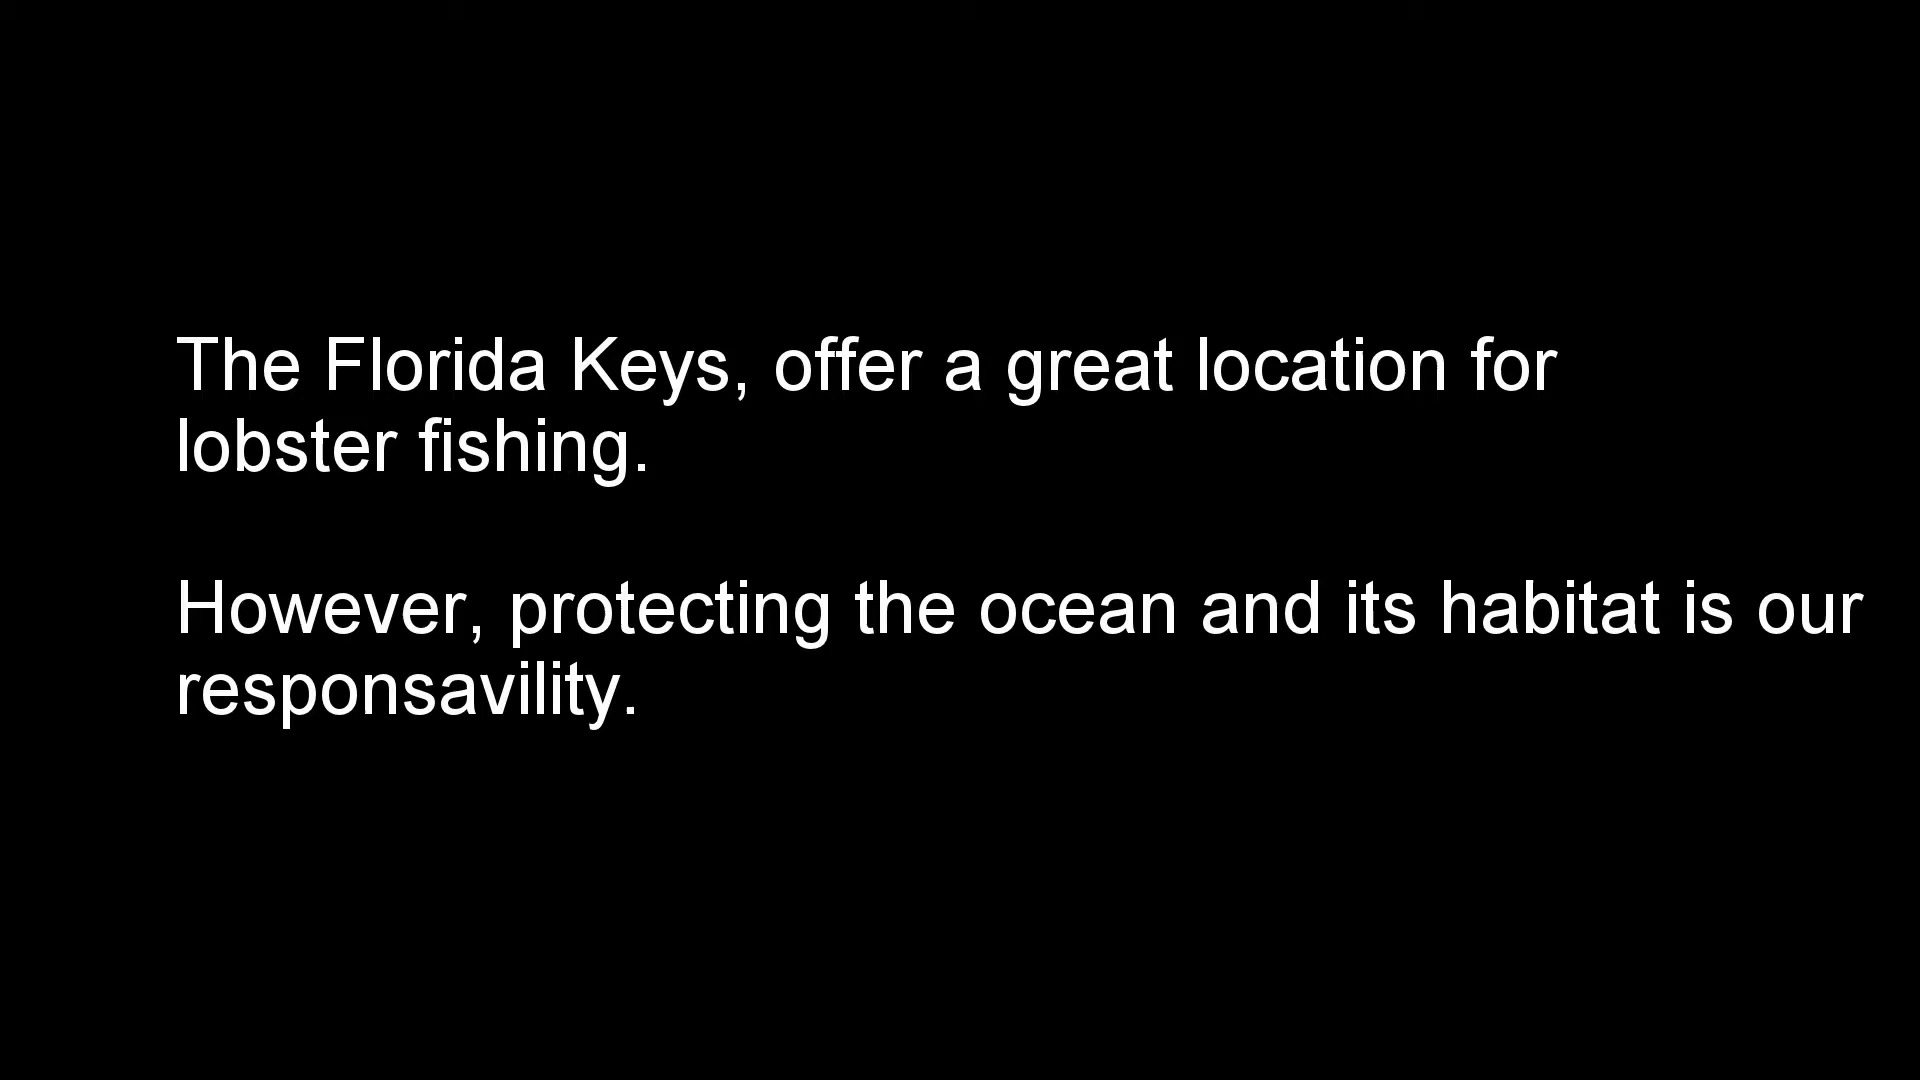 The Florida Keys, offer a great location for
lobster fishing.
However, protecting the ocean and its habitat is our
responsavility.